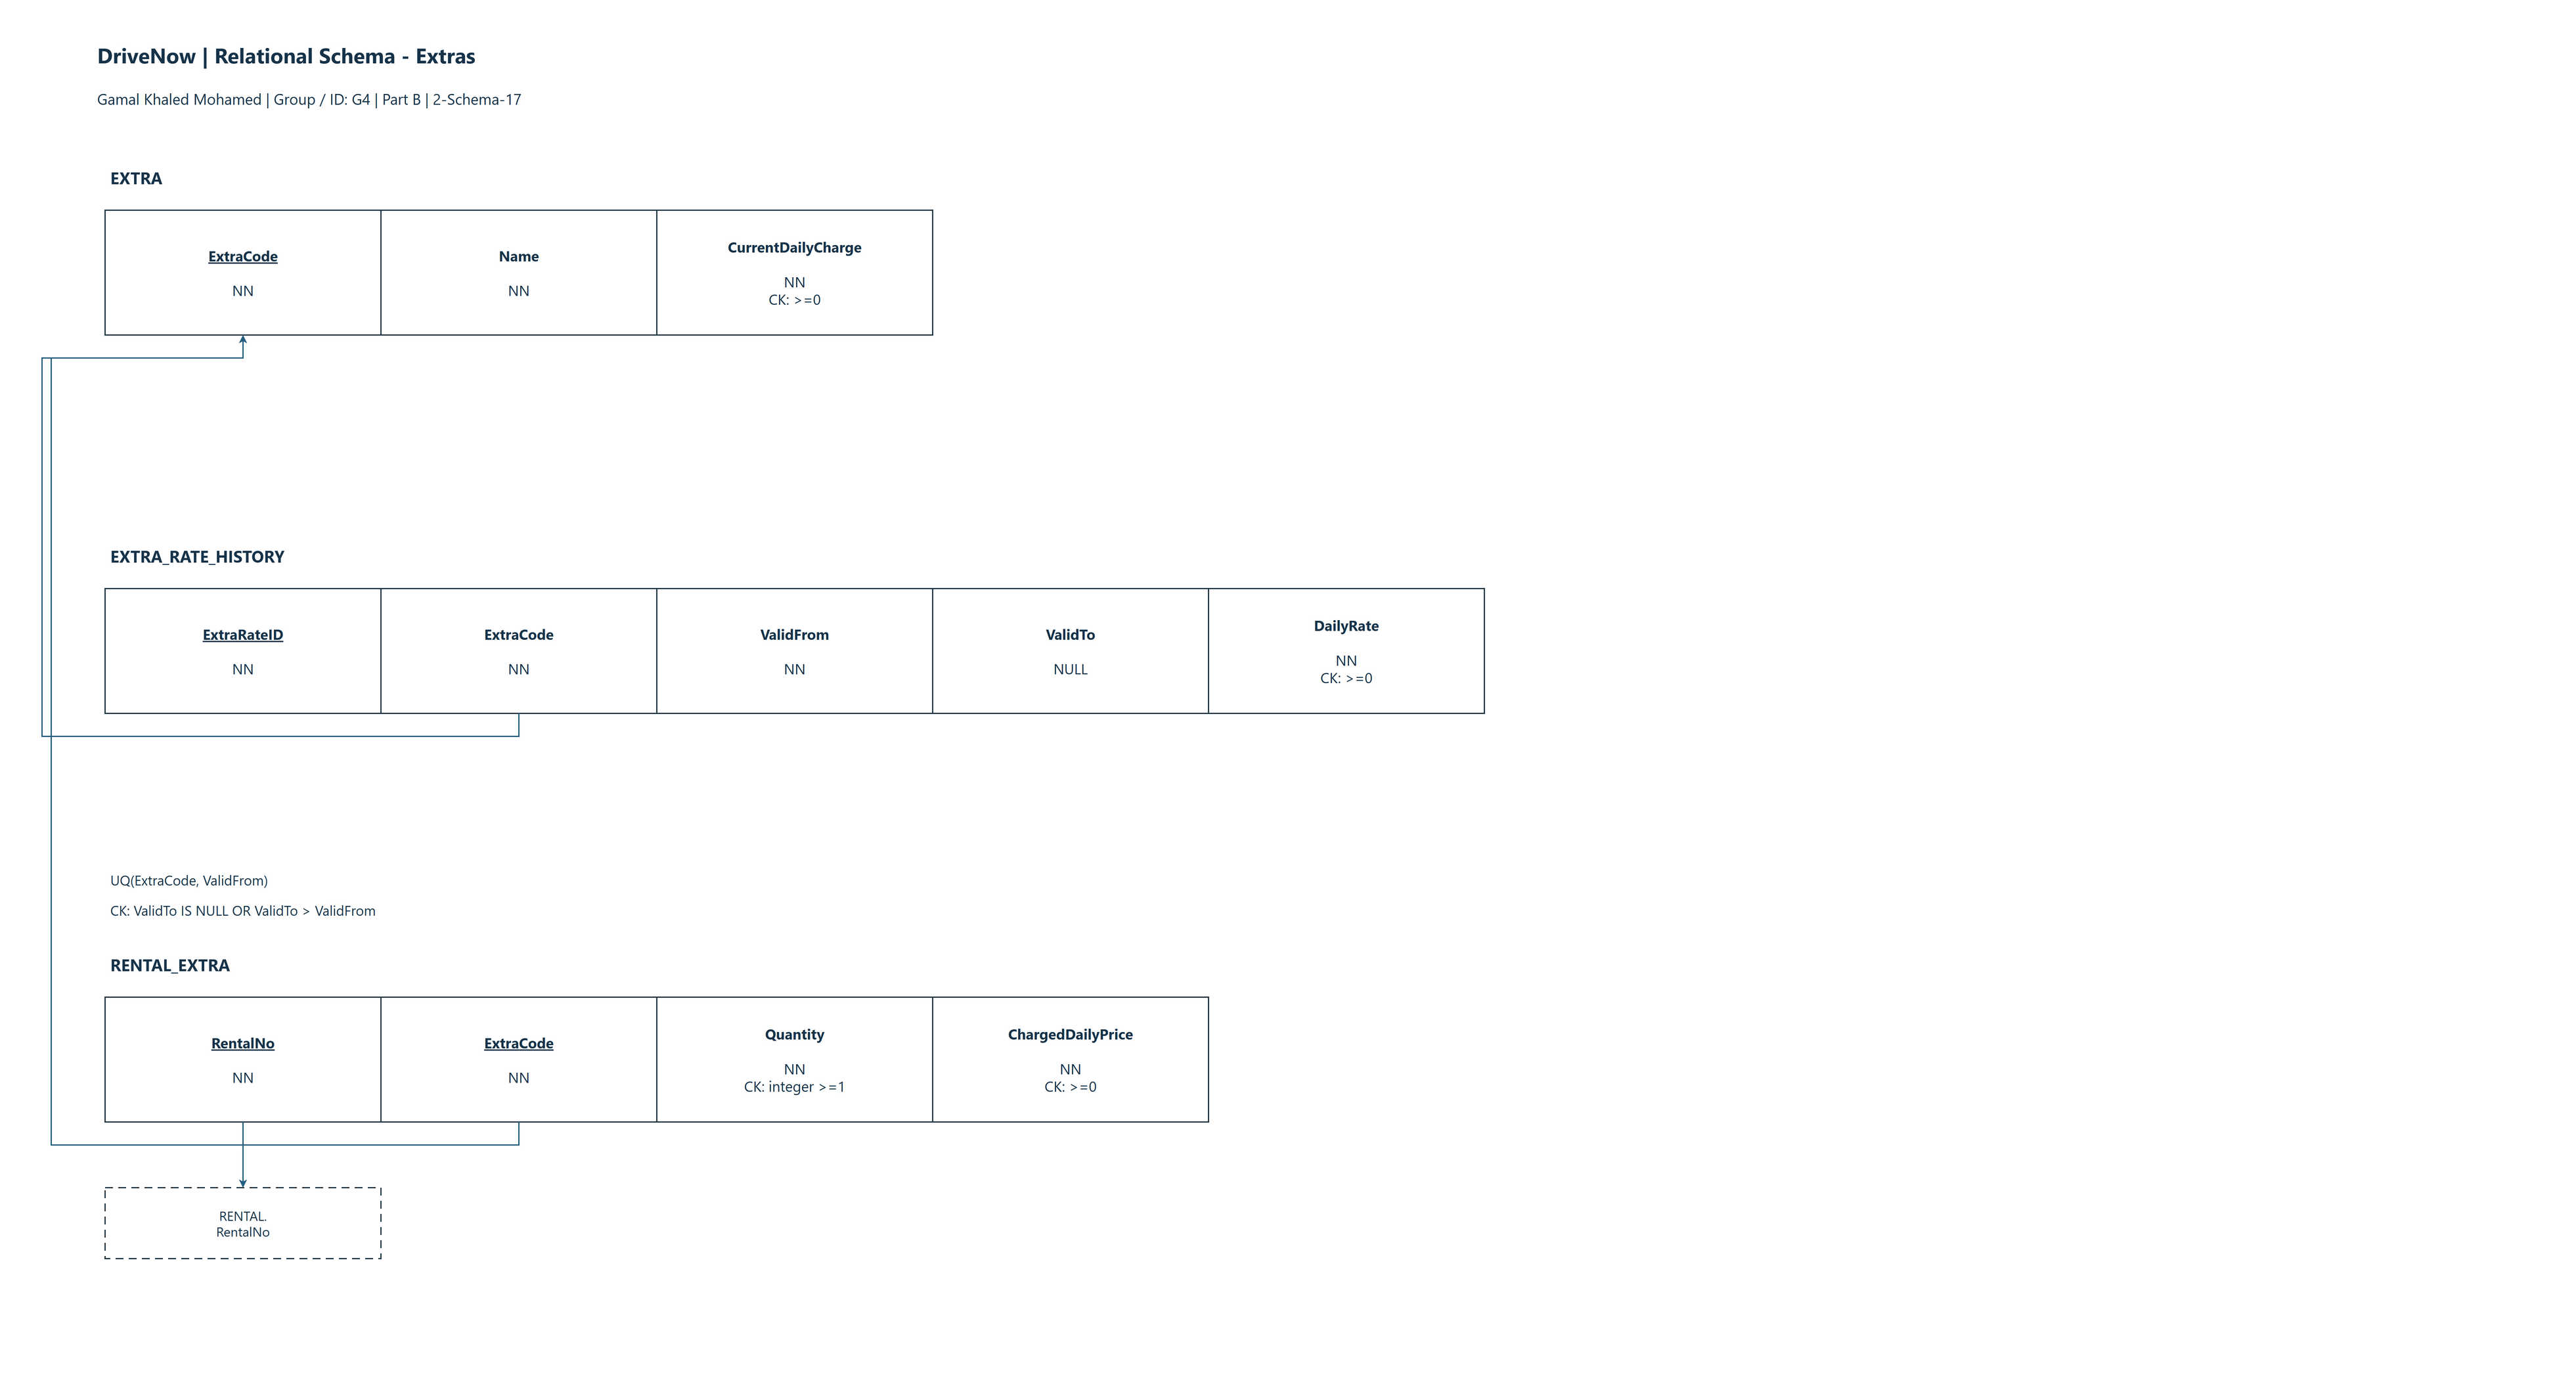 DriveNow | Relational Schema - Extras
Gamal Khaled Mohamed | Group / ID: G4 | Part B | 2-Schema-17
EXTRA
ExtraCode
NN
Name
NN
CurrentDailyCharge
NN
CK: >=0
EXTRA_RATE_HISTORY
ExtraRateID
NN
ExtraCode
NN
ValidFrom
NN
ValidTo
NULL
DailyRate
NN
CK: >=0
UQ(ExtraCode, ValidFrom)
CK: ValidTo IS NULL OR ValidTo > ValidFrom
RENTAL_EXTRA
RentalNo
NN
ExtraCode
NN
Quantity
NN
CK: integer >=1
ChargedDailyPrice
NN
CK: >=0
RENTAL.
RentalNo